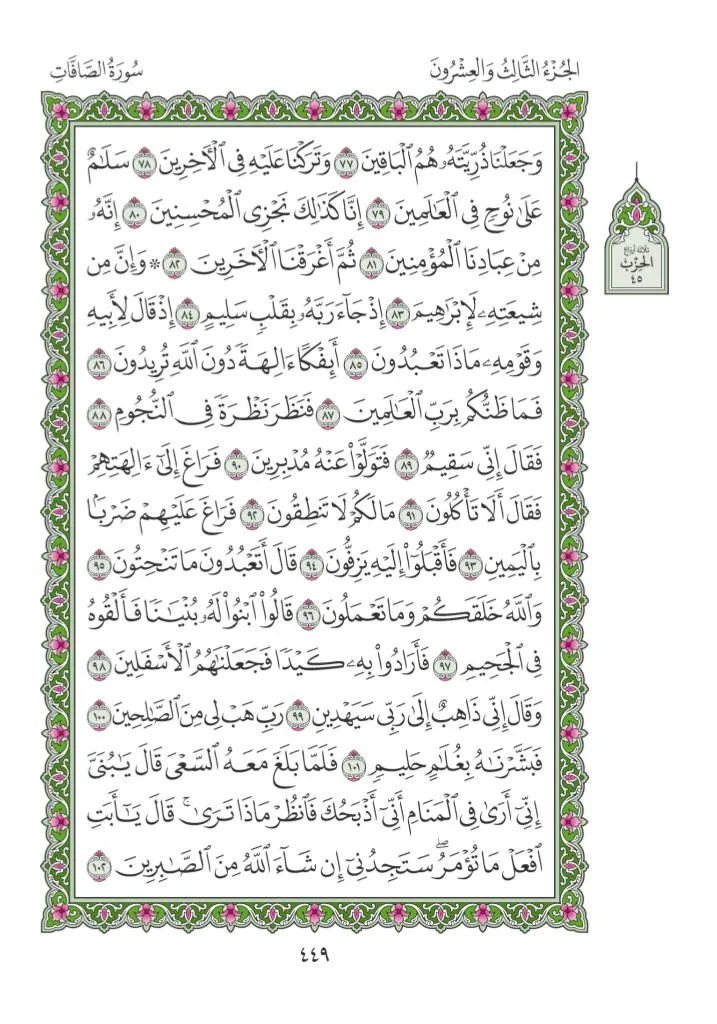 الجُزْءُ الثَّالِثُ وَالعِشْرُونَ
سُورَةُ الصَّافَّاتِ
وَجَعَلْنَا ذُرِّيَّتَهُۥ هُمُ ٱلْبَاقِينَ ٧٧ وَتَرَكْنَا عَلَيْهِ فِى ٱلْأَخِرِينَ ٧٨ سَلَٰمٌ
عَلَىٰ نُوحٍ فِى ٱلْعَٰلَمِينَ ٧٩ إِنَّا كَذَٰلِكَ نَجْزِى ٱلْمُحْسِنِينَ ٨٠ إِنَّهُۥ
مِنْ عِبَادِنَا ٱلْمُؤْمِنِينَ ٨١ ثُمَّ أَغْرَقْنَا ٱلْأَخَرِينَ ٨٢ ۞ وَإِنَّ مِن
شِيعَتِهِۦ لَإِبْرَٰهِيمَ ٨٣ إِذْ جَآءَ رَبَّهُۥ بِقَلْبٍ سَلِيمٍ ٨٤ إِذْ قَالَ لِأَبِيهِ
وَقَوْمِهِۦ مَاذَا تَعْبُدُونَ ٨٥ أَئِفْكًا ءَالِهَةً دُونَ ٱللَّهِ تُرِيدُونَ ٨٦
فَمَا ظَنُّكُم بِرَبِّ ٱلْعَٰلَمِينَ ٨٧ فَنَظَرَ نَظْرَةً فِى ٱلنُّجُومِ ٨٨
فَقَالَ إِنِّى سَقِيمٌ ٨٩ فَتَوَلَّوْا۟ عَنْهُ مُدْبِرِينَ ٩٠ فَرَاغَ إِلَىٰٓ ءَالِهَتِهِمْ
فَقَالَ أَلَا تَأْكُلُونَ ٩١ مَا لَكُمْ لَا تَنطِقُونَ ٩٢ فَرَاغَ عَلَيْهِمْ ضَرْبًۢا
بِٱلْيَمِينِ ٩٣ فَأَقْبَلُوٓا۟ إِلَيْهِ يَزِفُّونَ ٩٤ قَالَ أَتَعْبُدُونَ مَا تَنْحِتُونَ ٩٥
وَٱللَّهُ خَلَقَكُمْ وَمَا تَعْمَلُونَ ٩٦ قَالُوا۟ ٱبْنُوا۟ لَهُۥ بُنْيَٰنًا فَأَلْقُوهُ
فِى ٱلْجَحِيمِ ٩٧ فَأَرَادُوا۟ بِهِۦ كَيْدًا فَجَعَلْنَٰهُمُ ٱلْأَسْفَلِينَ ٩٨
وَقَالَ إِنِّى ذَاهِبٌ إِلَىٰ رَبِّى سَيَهْدِينِ ٩٩ رَبِّ هَبْ لِى مِنَ ٱلصَّٰلِحِينَ ١٠٠
فَبَشَّرْنَٰهُ بِغُلَٰمٍ حَلِيمٍ ١٠١ فَلَمَّا بَلَغَ مَعَهُ ٱلسَّعْىَ قَالَ يَٰبُنَىَّ
إِنِّىٓ أَرَىٰ فِى ٱلْمَنَامِ أَنِّىٓ أَذْبَحُكَ فَٱنظُرْ مَاذَا تَرَىٰ ۚ قَالَ يَٰٓأَبَتِ
ٱفْعَلْ مَا تُؤْمَرُ ۖ سَتَجِدُنِىٓ إِن شَآءَ ٱللَّهُ مِنَ ٱلصَّٰبِرِينَ ١٠٢
ثلاثة أرباع
الحِزْب
٤٥
٤٤٩